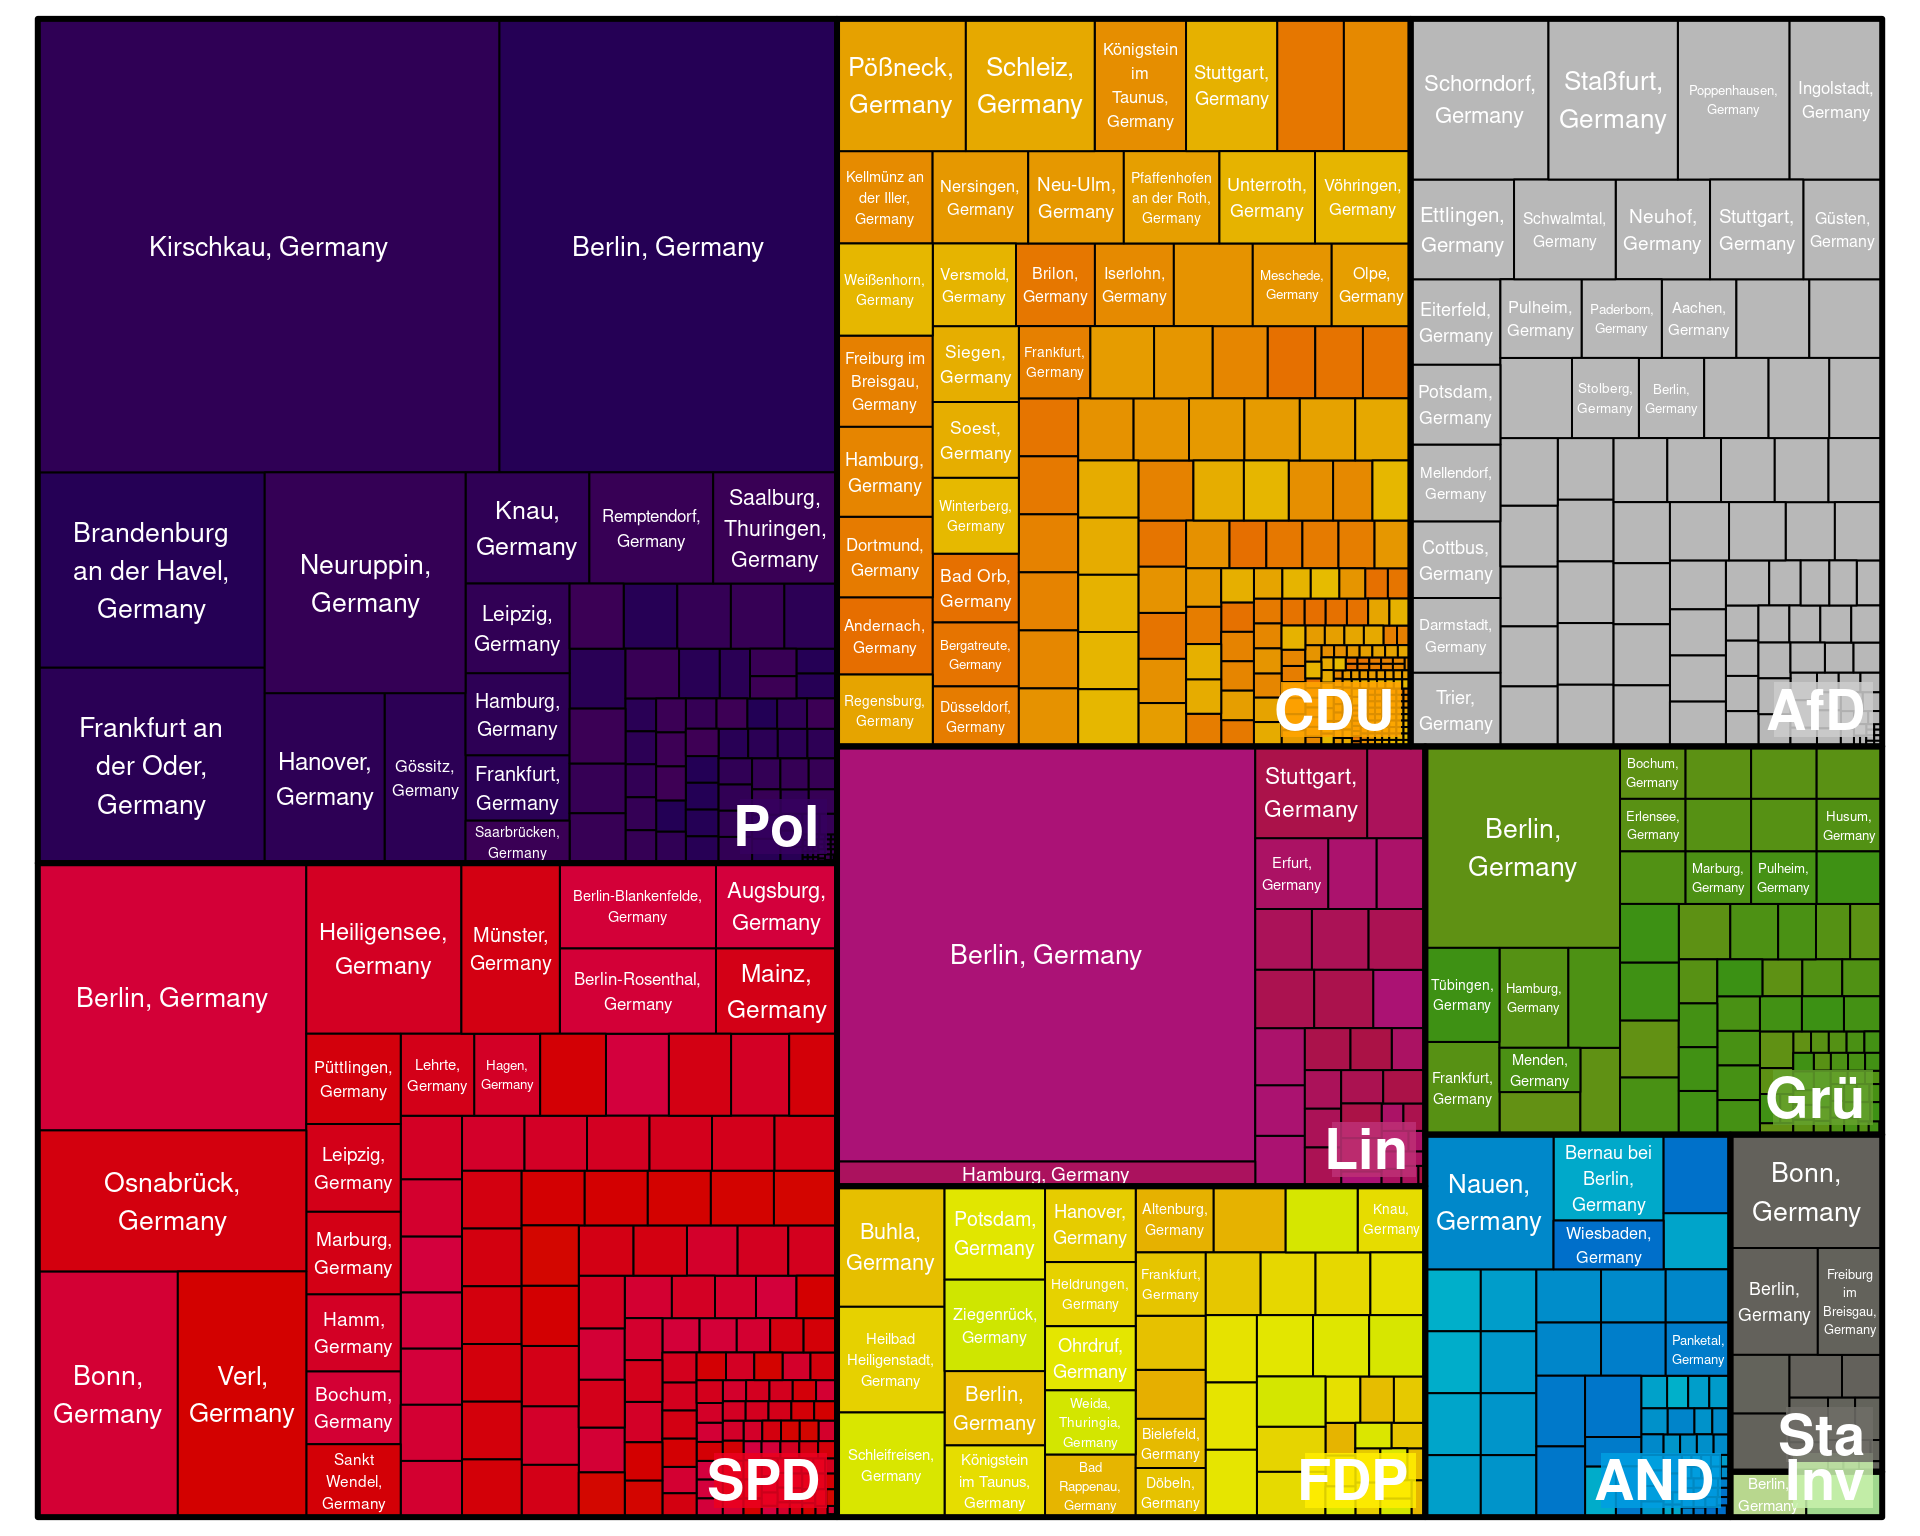 Kirschkau, Germany
Berlin, Germany
Brandenburg
an der Havel,
Germany
Frankfurt an
der Oder,
Germany
Neuruppin,
Germany
Hanover,
Germany
Gössitz,
Germany
Knau,
Germany
Remptendorf,
Germany
Saalburg,
Thuringen,
Germany
Leipzig,
Germany
Hamburg,
Germany
Frankfurt,
Germany
Saarbrücken,
Germany
Pol
Berlin, Germany
Osnabrück,
Germany
Bonn,
Germany
Verl,
Germany
Heiligensee,
Germany
Münster,
Germany
Berlin-Blankenfelde,
Germany
Augsburg,
Germany
Berlin-Rosenthal,
Germany
Mainz,
Germany
Püttlingen,
Germany
Lehrte,
Germany
Hagen,
Germany
Leipzig,
Germany
Marburg,
Germany
Hamm,
Germany
Bochum,
Germany
Sankt
Wendel,
Germany
SPD
Pößneck,
Germany
Schleiz,
Germany
Königstein
im
Taunus,
Germany
Stuttgart,
Germany
Kellmünz an
der Iller,
Germany
Nersingen,
Germany
Neu-Ulm,
Germany
Pfaffenhofen
an der Roth,
Germany
Unterroth,
Germany
Vöhringen,
Germany
Weißenhorn,
Germany
Versmold,
Germany
Brilon,
Germany
Iserlohn,
Germany
Meschede,
Germany
Olpe,
Germany
Freiburg im
Breisgau,
Germany
Siegen,
Germany
Frankfurt,
Germany
Hamburg,
Germany
Soest,
Germany
Winterberg,
Germany
Dortmund,
Germany
Bad Orb,
Germany
Andernach,
Germany
Bergatreute,
Germany
Regensburg,
Germany
Düsseldorf,
Germany
CDU
Schorndorf,
Germany
Staßfurt,
Germany
Poppenhausen,
Germany
Ingolstadt,
Germany
Ettlingen,
Germany
Schwalmtal,
Germany
Neuhof,
Germany
Stuttgart,
Germany
Güsten,
Germany
Eiterfeld,
Germany
Pulheim,
Germany
Paderborn,
Germany
Aachen,
Germany
Potsdam,
Germany
Stolberg,
Germany
Berlin,
Germany
Mellendorf,
Germany
Cottbus,
Germany
Darmstadt,
Germany
Trier,
Germany
AfD
Berlin, Germany
Hamburg, Germany
Stuttgart,
Germany
Erfurt,
Germany
Lin
Berlin,
Germany
Bochum,
Germany
Erlensee,
Germany
Husum,
Germany
Marburg,
Germany
Pulheim,
Germany
Tübingen,
Germany
Hamburg,
Germany
Frankfurt,
Germany
Menden,
Germany
Grü
Buhla,
Germany
Potsdam,
Germany
Hanover,
Germany
Altenburg,
Germany
Knau,
Germany
Heilbad
Heiligenstadt,
Germany
Ziegenrück,
Germany
Heldrungen,
Germany
Frankfurt,
Germany
Ohrdruf,
Germany
Berlin,
Germany
Weida,
Thuringia,
Germany
Schleifreisen,
Germany
Königstein
im Taunus,
Germany
Bad
Rappenau,
Germany
Bielefeld,
Germany
Döbeln,
Germany
FDP
Nauen,
Germany
Bernau bei
Berlin,
Germany
Wiesbaden,
Germany
Panketal,
Germany
AND
Bonn,
Germany
Berlin,
Germany
Freiburg
im
Breisgau,
Germany
Sta
Berlin,
Germany
Inv